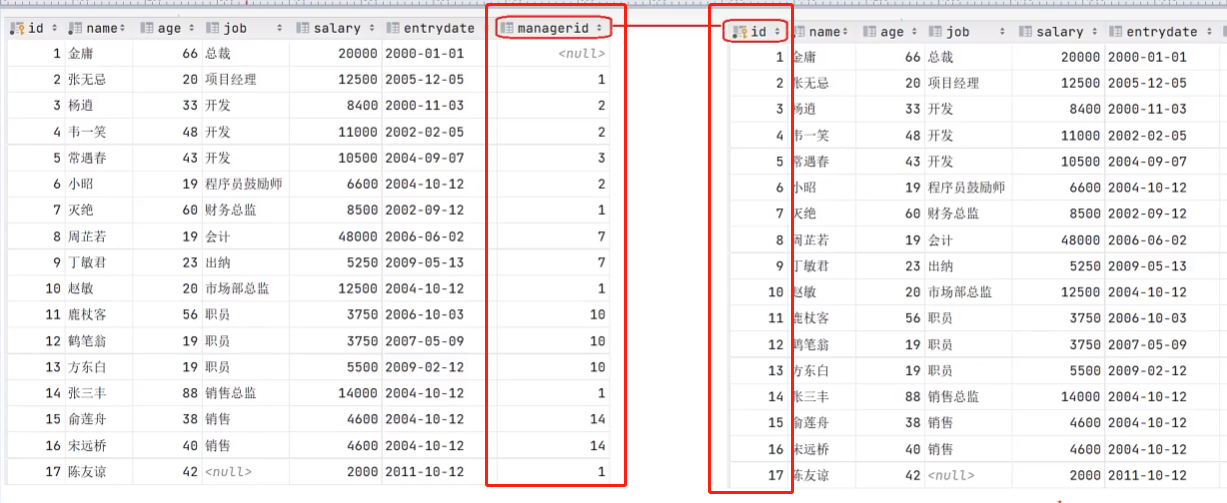 id name age job salary entrydate managerid id name age job salary entrydate
1 金庸 66 总裁 20000 2000-01-01 <null> 1 金庸 66 总裁 20000 2000-01-01
2 张无忌 20 项目经理 12500 2005-12-05 1 2 张无忌 20 项目经理 12500 2005-12-05
3 杨逍 33 开发 8400 2000-11-03 2 3 杨逍 33 开发 8400 2000-11-03
4 韦一笑 48 开发 11000 2002-02-05 2 4 韦一笑 48 开发 11000 2002-02-05
5 常遇春 43 开发 10500 2004-09-07 3 5 常遇春 43 开发 10500 2004-09-07
6 小昭 19 程序员鼓励师 6600 2004-10-12 2 6 小昭 19 程序员鼓励师 6600 2004-10-12
7 灭绝 60 财务总监 8500 2002-09-12 1 7 灭绝 60 财务总监 8500 2002-09-12
8 周芷若 19 会计 48000 2006-06-02 7 8 周芷若 19 会计 48000 2006-06-02
9 丁敏君 23 出纳 5250 2009-05-13 7 9 丁敏君 23 出纳 5250 2009-05-13
10 赵敏 20 市场部总监 12500 2004-10-12 1 10 赵敏 20 市场部总监 12500 2004-10-12
11 鹿杖客 56 职员 3750 2006-10-03 10 11 鹿杖客 56 职员 3750 2006-10-03
12 鹤笔翁 19 职员 3750 2007-05-09 10 12 鹤笔翁 19 职员 3750 2007-05-09
13 方东白 19 职员 5500 2009-02-12 10 13 方东白 19 职员 5500 2009-02-12
14 张三丰 88 销售总监 14000 2004-10-12 1 14 张三丰 88 销售总监 14000 2004-10-12
15 俞莲舟 38 销售 4600 2004-10-12 14 15 俞莲舟 38 销售 4600 2004-10-12
16 宋远桥 40 销售 4600 2004-10-12 14 16 宋远桥 40 销售 4600 2004-10-12
17 陈友谅 42 <null> 2000 2011-10-12 1 17 陈友谅 42 <null> 2000 2011-10-12